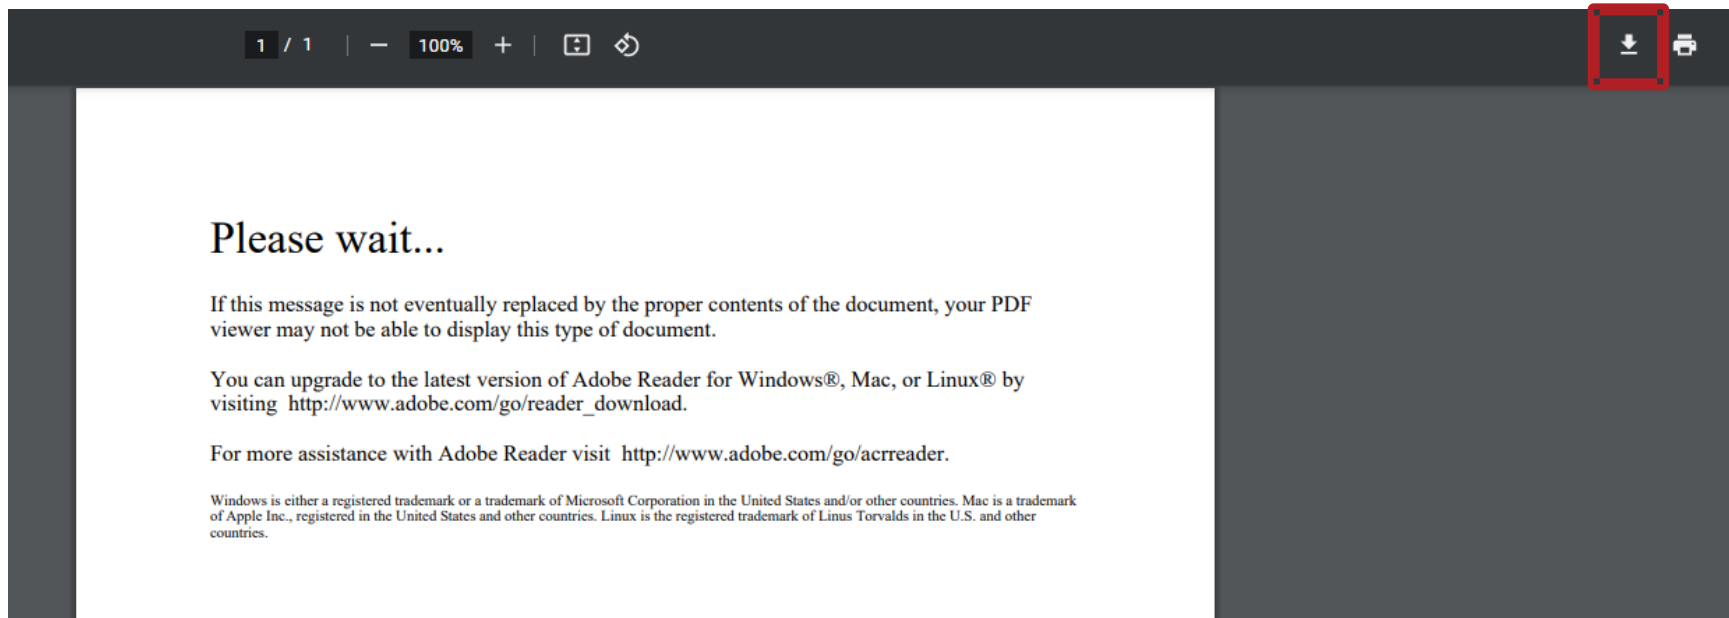 1 / 1 100%
Please wait...
If this message is not eventually replaced by the proper contents of the document, your PDF
viewer may not be able to display this type of document.
You can upgrade to the latest version of Adobe Reader for Windows®, Mac, or Linux® by
visiting  http://www.adobe.com/go/reader_download.
For more assistance with Adobe Reader visit  http://www.adobe.com/go/acrreader.
Windows is either a registered trademark or a trademark of Microsoft Corporation in the United States and/or other countries. Mac is a trademark
of Apple Inc., registered in the United States and other countries. Linux is the registered trademark of Linus Torvalds in the U.S. and other
countries.